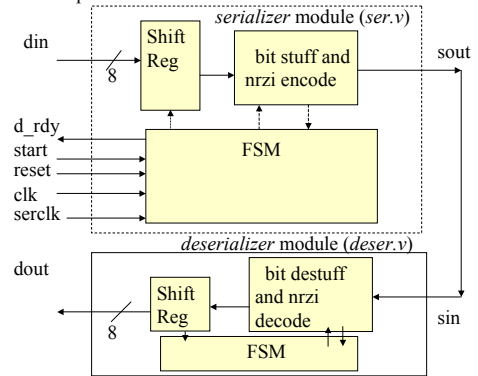 serializer module (ser.v)
din
8
Shift
Reg
bit stuff and
nrzi encode
sout
d_rdy
start
reset
clk
serclk
FSM
deserializer module (deser.v)
dout
8
Shift
Reg
bit destuff
and nrzi
decode
sin
FSM